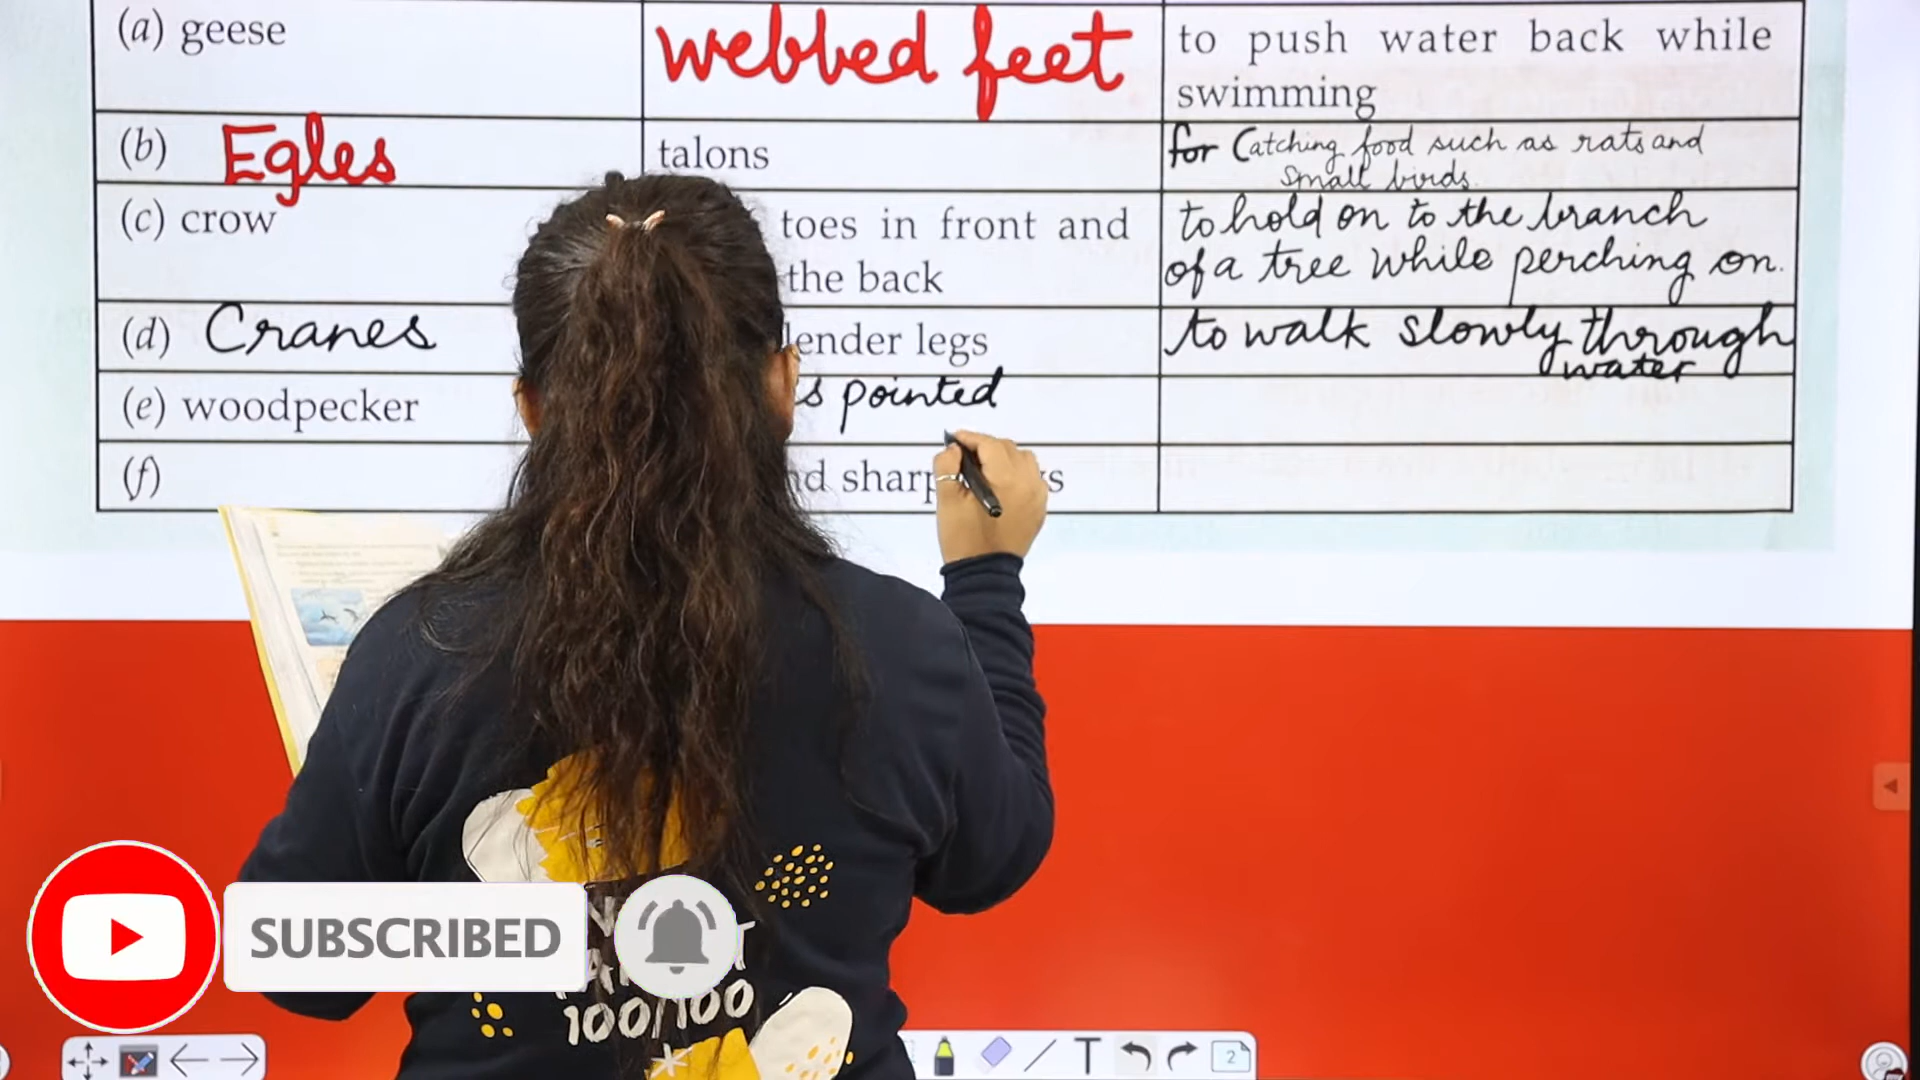 (a) geese
webbed feet
to push water back while
swimming
(b) Egles
talons
for Catching food such as rats and
small birds.
(c) crow
toes in front and
the back
to hold on to the branch
of a tree while perching on.
(d) Cranes
legs
to walk slowly through
water
(e) woodpecker
pointed
(f)
SUBSCRIBED
100/100
T
2